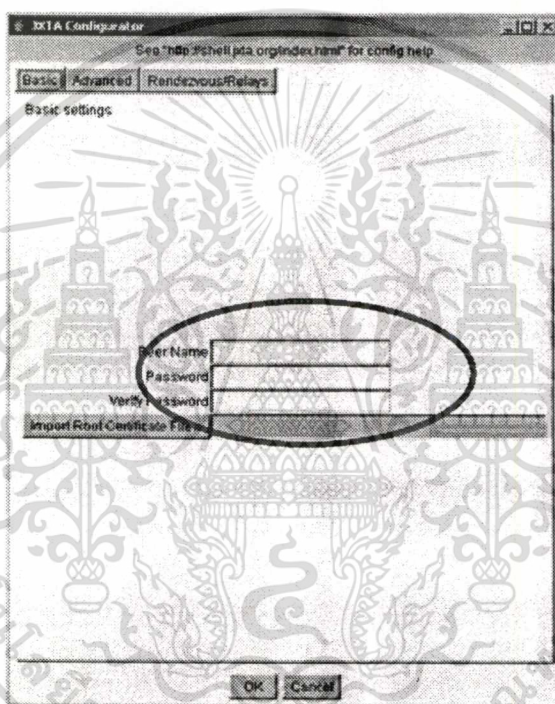 JXTA Configurator
See "http://shell.jxta.org/index.html" for config help
Basic Advanced Rendezvous/Relays
Basic settings
Peer Name
Password
Verify Password
Import Root Certificate File
OK Cancel